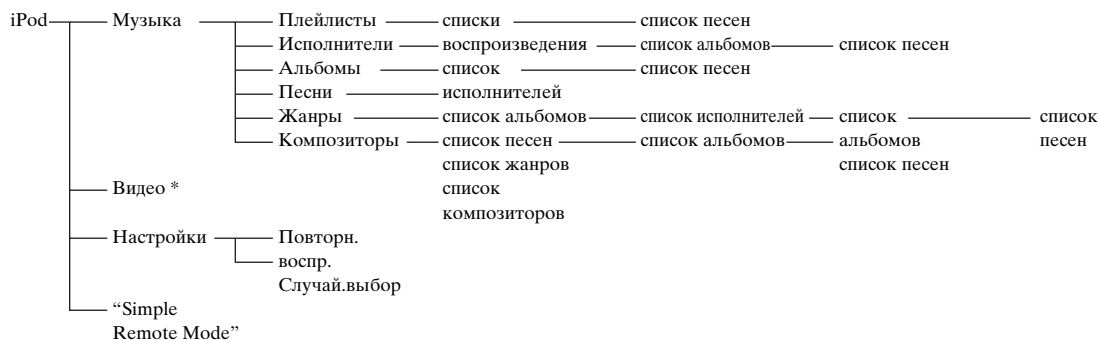 iPod Музыка Плейлисты списки список песен
Исполнители воспроизведения список альбомов список песен
Альбомы список список песен
Песни исполнителей
Жанры список альбомов список исполнителей список список
Композиторы список песен список альбомов альбомов песен
список жанров список песен
Видео * список
композиторов
Настройки Повторн.
воспр.
Случай.выбор
“Simple
Remote Mode”